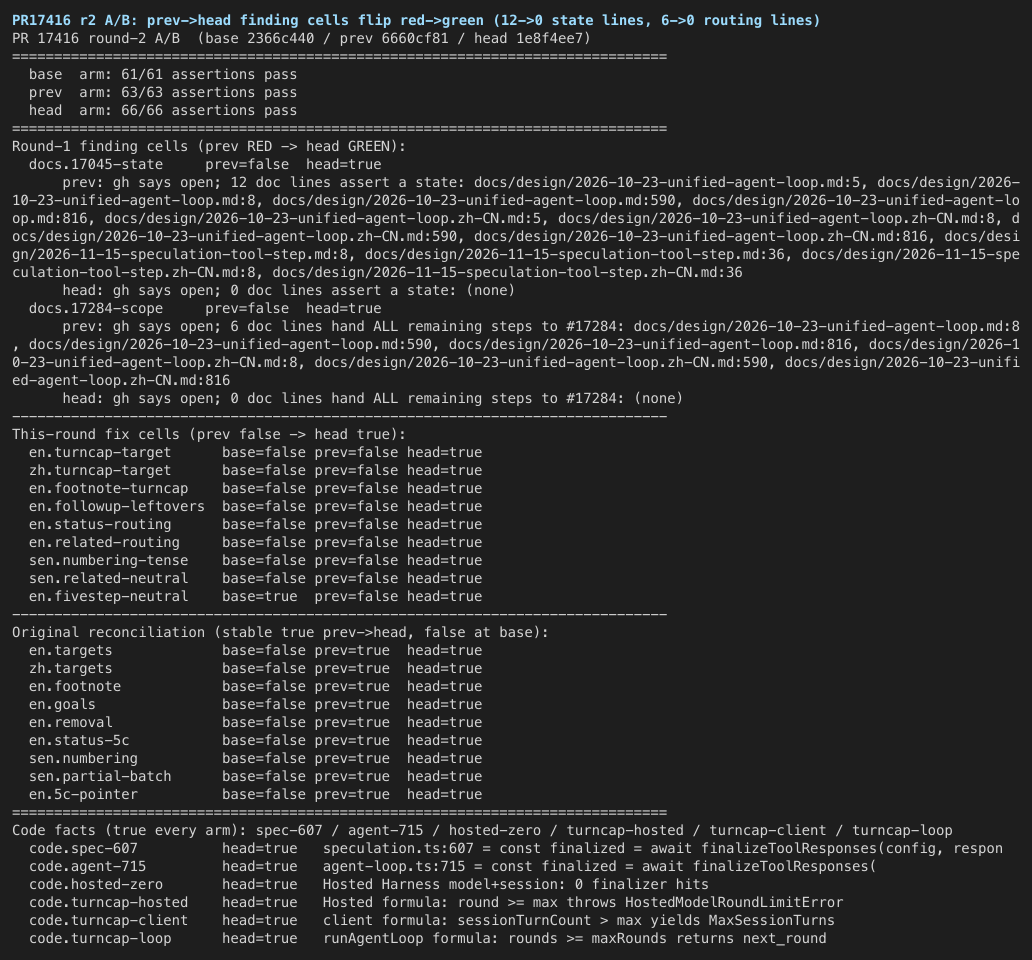 PR17416 r2 A/B: prev->head finding cells flip red->green (12->0 state lines, 6->0 routing lines)
PR 17416 round-2 A/B  (base 2366c440 / prev 6660cf81 / head 1e8f4ee7)
==============================================================================
  base  arm: 61/61 assertions pass
  prev  arm: 63/63 assertions pass
  head  arm: 66/66 assertions pass
==============================================================================
Round-1 finding cells (prev RED -> head GREEN):
  docs.17045-state     prev=false  head=true
      prev: gh says open; 12 doc lines assert a state: docs/design/2026-10-23-unified-agent-loop.md:5, docs/design/2026-
10-23-unified-agent-loop.md:8, docs/design/2026-10-23-unified-agent-loop.md:590, docs/design/2026-10-23-unified-agent-lo
op.md:816, docs/design/2026-10-23-unified-agent-loop.zh-CN.md:5, docs/design/2026-10-23-unified-agent-loop.zh-CN.md:8, d
ocs/design/2026-10-23-unified-agent-loop.zh-CN.md:590, docs/design/2026-10-23-unified-agent-loop.zh-CN.md:816, docs/desi
gn/2026-11-15-speculation-tool-step.md:8, docs/design/2026-11-15-speculation-tool-step.md:36, docs/design/2026-11-15-spe
culation-tool-step.zh-CN.md:8, docs/design/2026-11-15-speculation-tool-step.zh-CN.md:36
      head: gh says open; 0 doc lines assert a state: (none)
  docs.17284-scope     prev=false  head=true
      prev: gh says open; 6 doc lines hand ALL remaining steps to #17284: docs/design/2026-10-23-unified-agent-loop.md:8
, docs/design/2026-10-23-unified-agent-loop.md:590, docs/design/2026-10-23-unified-agent-loop.md:816, docs/design/2026-1
0-23-unified-agent-loop.zh-CN.md:8, docs/design/2026-10-23-unified-agent-loop.zh-CN.md:590, docs/design/2026-10-23-unifi
ed-agent-loop.zh-CN.md:816
      head: gh says open; 0 doc lines hand ALL remaining steps to #17284: (none)
------------------------------------------------------------------------------
This-round fix cells (prev false -> head true):
  en.turncap-target      base=false prev=false head=true
  zh.turncap-target      base=false prev=false head=true
  en.footnote-turncap    base=false prev=false head=true
  en.followup-leftovers  base=false prev=false head=true
  en.status-routing      base=false prev=false head=true
  en.related-routing     base=false prev=false head=true
  sen.numbering-tense    base=false prev=false head=true
  sen.related-neutral    base=false prev=false head=true
  en.fivestep-neutral    base=true  prev=false head=true
------------------------------------------------------------------------------
Original reconciliation (stable true prev->head, false at base):
  en.targets             base=false prev=true  head=true
  zh.targets             base=false prev=true  head=true
  en.footnote            base=false prev=true  head=true
  en.goals               base=false prev=true  head=true
  en.removal             base=false prev=true  head=true
  en.status-5c           base=false prev=true  head=true
  sen.numbering          base=false prev=true  head=true
  sen.partial-batch      base=false prev=true  head=true
  en.5c-pointer          base=false prev=true  head=true
==============================================================================
Code facts (true every arm): spec-607 / agent-715 / hosted-zero / turncap-hosted / turncap-client / turncap-loop
  code.spec-607          head=true   speculation.ts:607 = const finalized = await finalizeToolResponses(config, respon
  code.agent-715         head=true   agent-loop.ts:715 = const finalized = await finalizeToolResponses(
  code.hosted-zero       head=true   Hosted Harness model+session: 0 finalizer hits
  code.turncap-hosted    head=true   Hosted formula: round >= max throws HostedModelRoundLimitError
  code.turncap-client    head=true   client formula: sessionTurnCount > max yields MaxSessionTurns
  code.turncap-loop      head=true   runAgentLoop formula: rounds >= maxRounds returns next_round